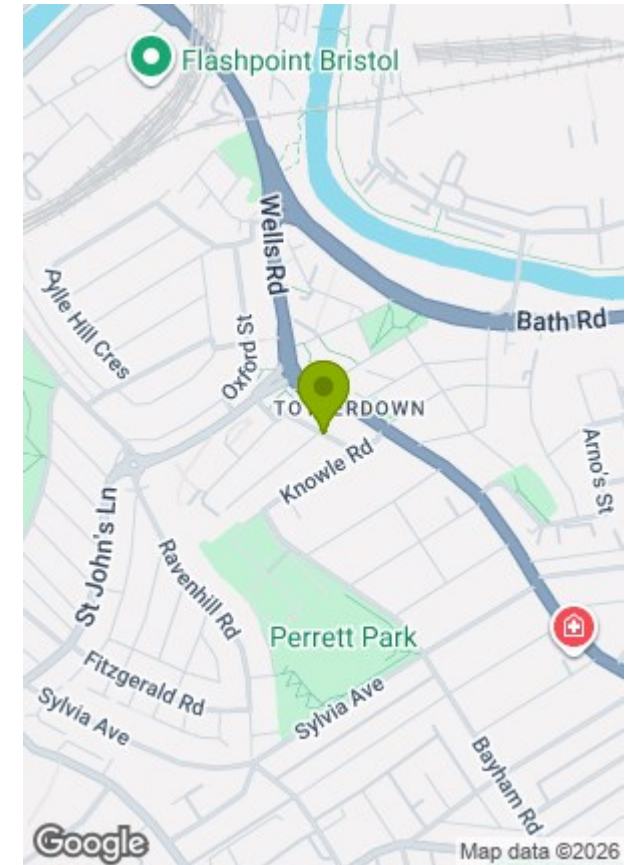 Flashpoint Bristol
Wells Rd
Pylle Hill Cres
Oxford St
Bath Rd
TOTTERDOWN
Knowle Rd
Arno's St
St John's Ln
Ravenhill Rd
Perrett Park
Fitzgerald Rd
Sylvia Ave
Sylvia Ave
Bayham Rd
Google
Map data ©2026